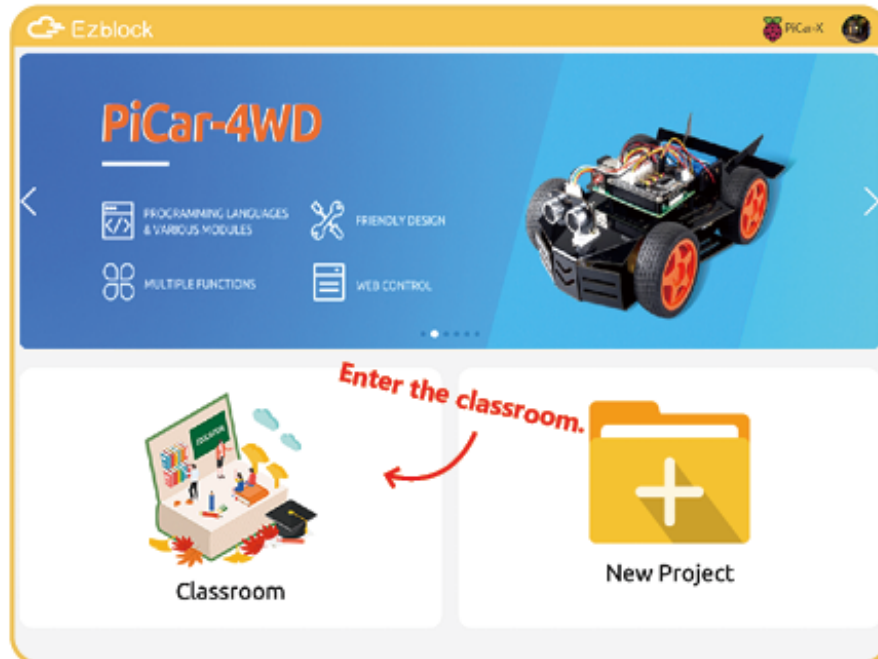 Ezblock
PiCar-X
PiCar-4WD
PROGRAMMING LANGUAGES
& VARIOUS MODULES
FRIENDLY DESIGN
MULTIPLE FUNCTIONS
WEB CONTROL
Enter the classroom.
EDUCATION
Classroom
New Project